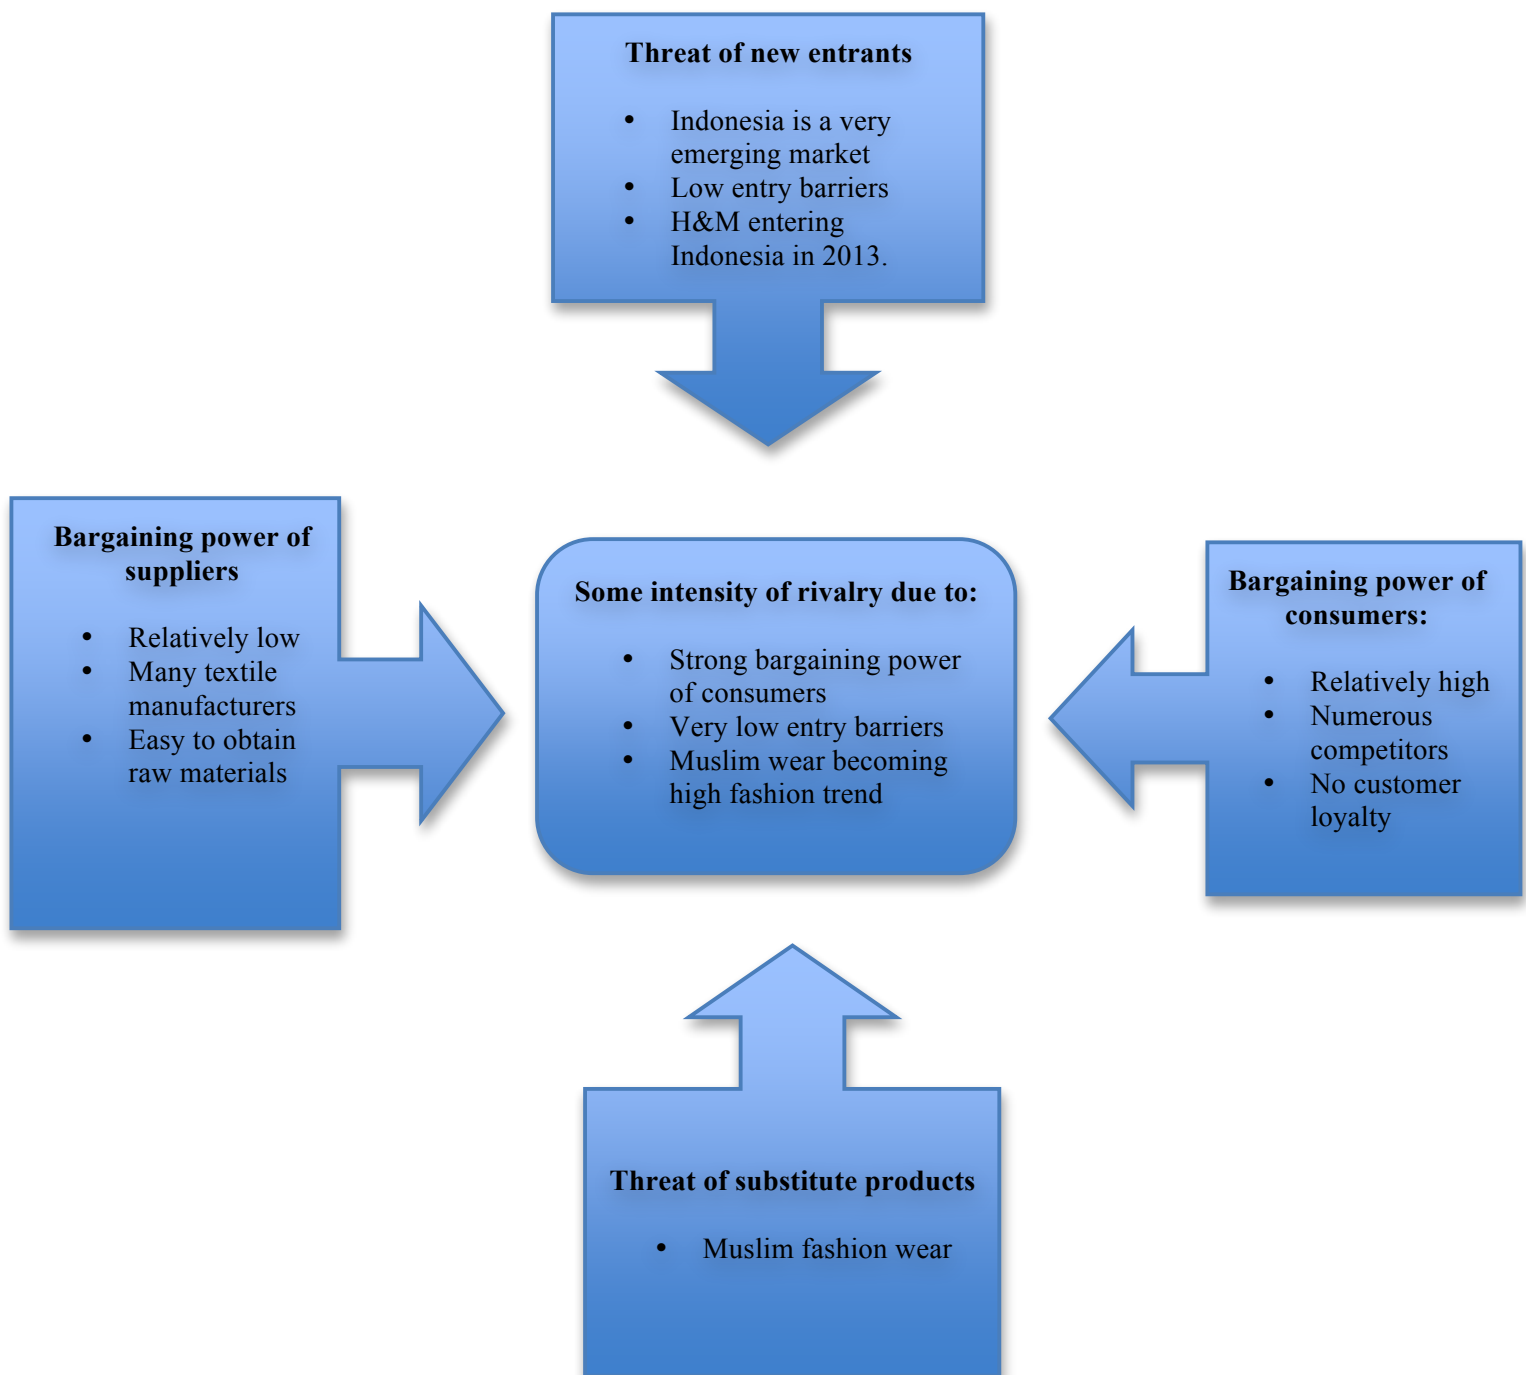 Threat of new entrants
• Indonesia is a very
emerging market
• Low entry barriers
• H&M entering
Indonesia in 2013.
Bargaining power of
suppliers
• Relatively low
• Many textile
manufacturers
• Easy to obtain
raw materials
Some intensity of rivalry due to:
• Strong bargaining power
of consumers
• Very low entry barriers
• Muslim wear becoming
high fashion trend
Bargaining power of
consumers:
• Relatively high
• Numerous
competitors
• No customer
loyalty
Threat of substitute products
• Muslim fashion wear